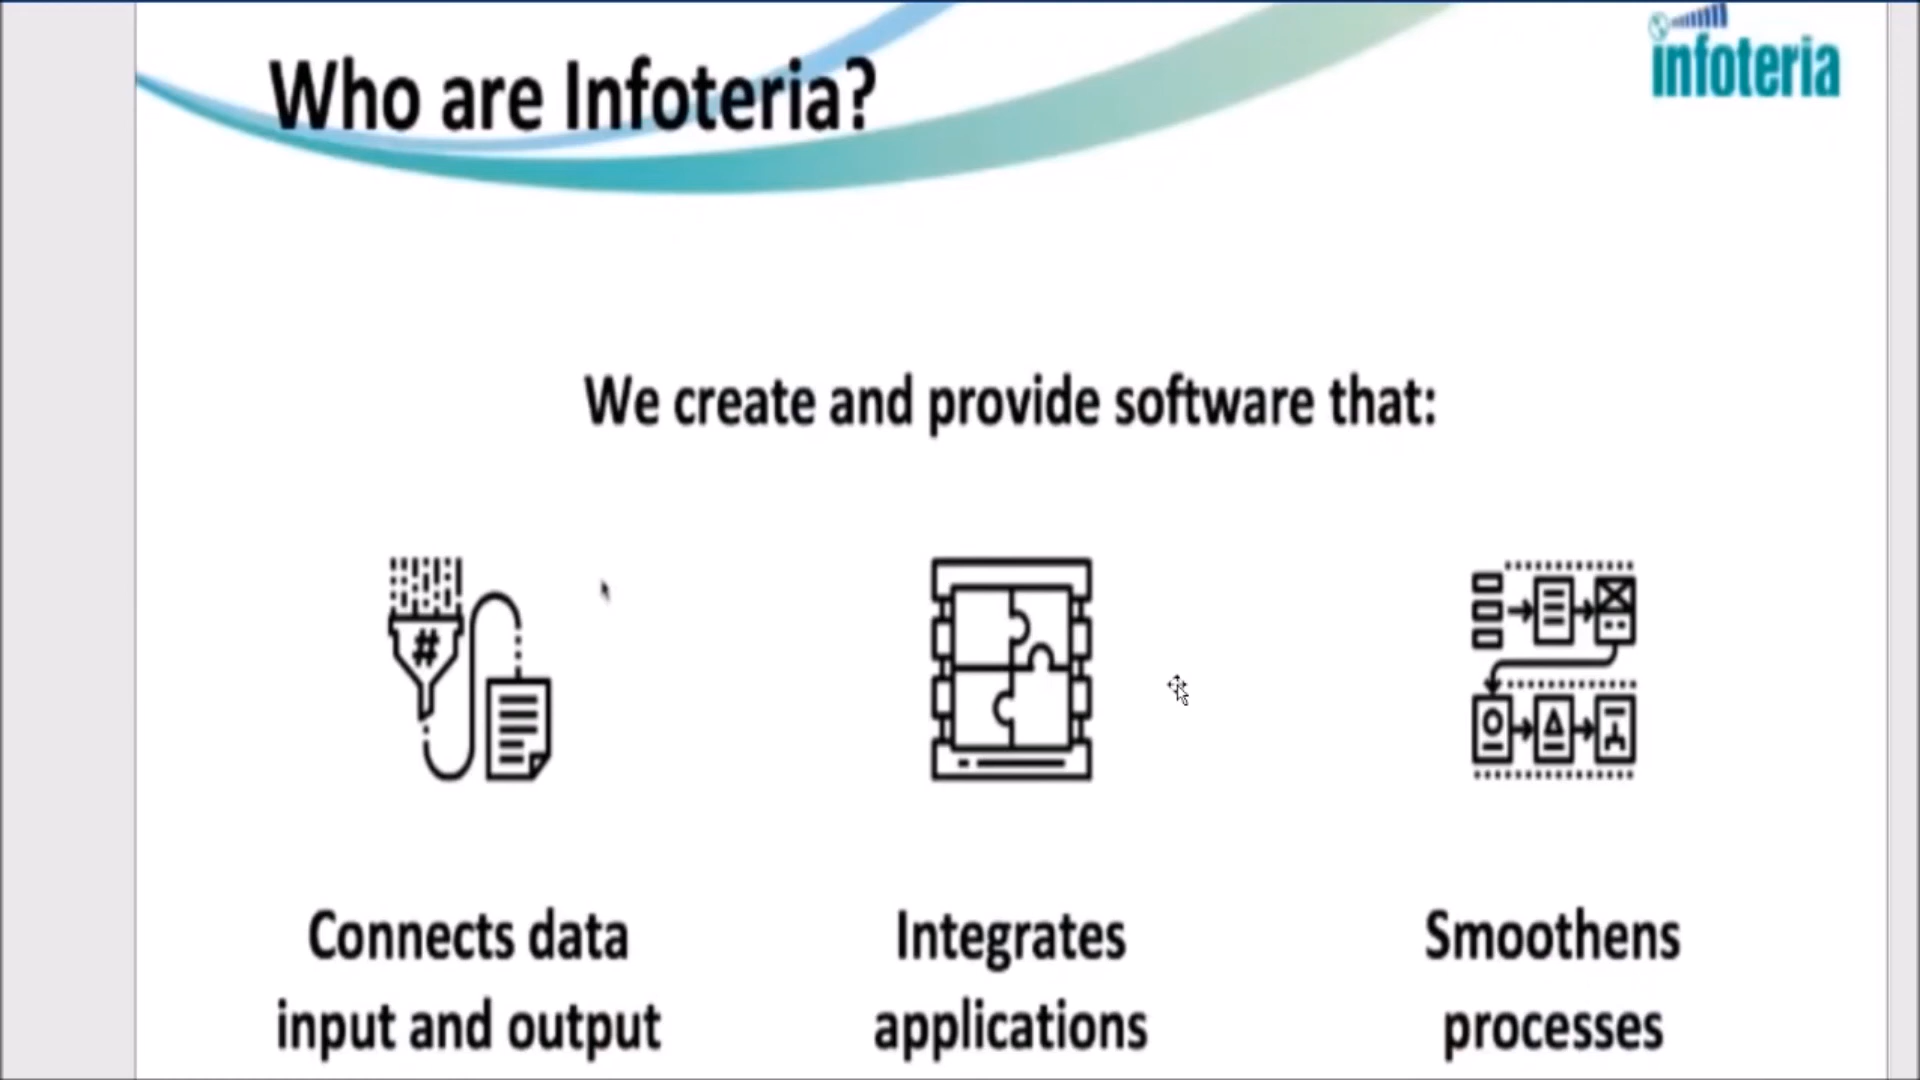 infoteria
Who are Infoteria?
We create and provide software that:
#
Connects data
input and output
Integrates
applications
Smoothens
processes